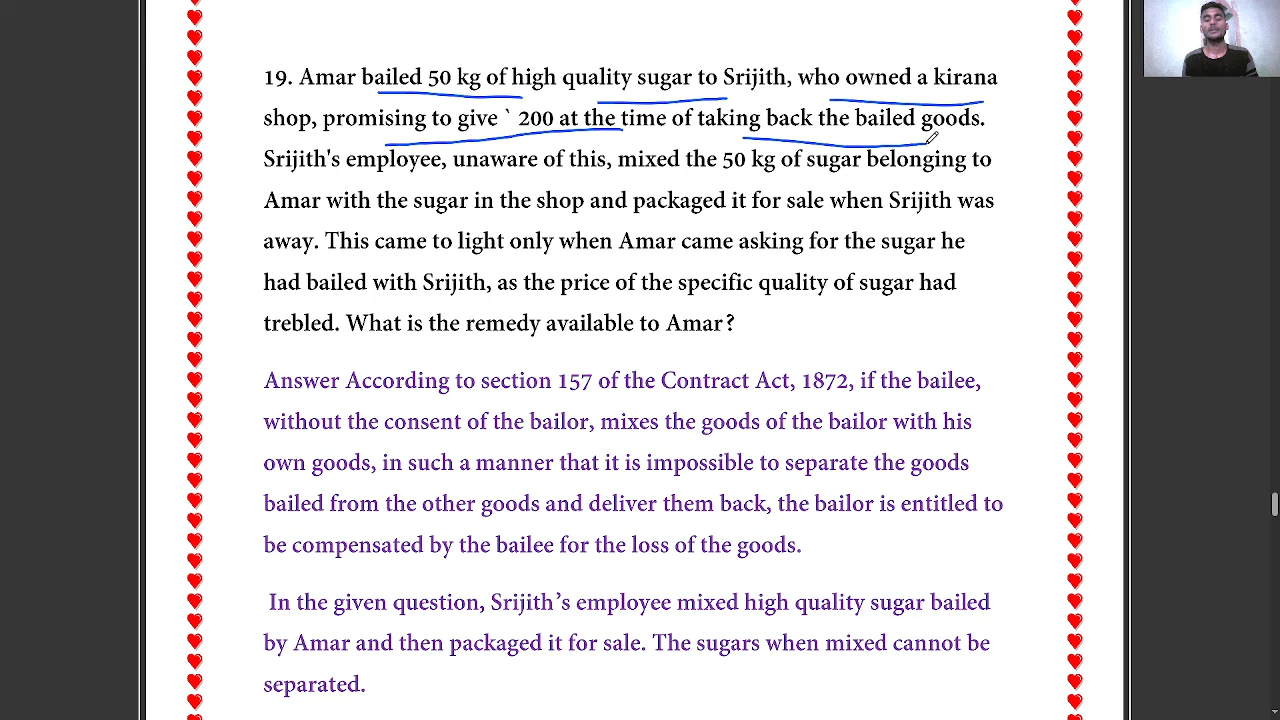 19. Amar bailed 50 kg of high quality sugar to Srijith, who owned a kirana
shop, promising to give ` 200 at the time of taking back the bailed goods.
Srijith's employee, unaware of this, mixed the 50 kg of sugar belonging to
Amar with the sugar in the shop and packaged it for sale when Srijith was
away. This came to light only when Amar came asking for the sugar he
had bailed with Srijith, as the price of the specific quality of sugar had
trebled. What is the remedy available to Amar?
Answer According to section 157 of the Contract Act, 1872, if the bailee,
without the consent of the bailor, mixes the goods of the bailor with his
own goods, in such a manner that it is impossible to separate the goods
bailed from the other goods and deliver them back, the bailor is entitled to
be compensated by the bailee for the loss of the goods.
In the given question, Srijith’s employee mixed high quality sugar bailed
by Amar and then packaged it for sale. The sugars when mixed cannot be
separated.